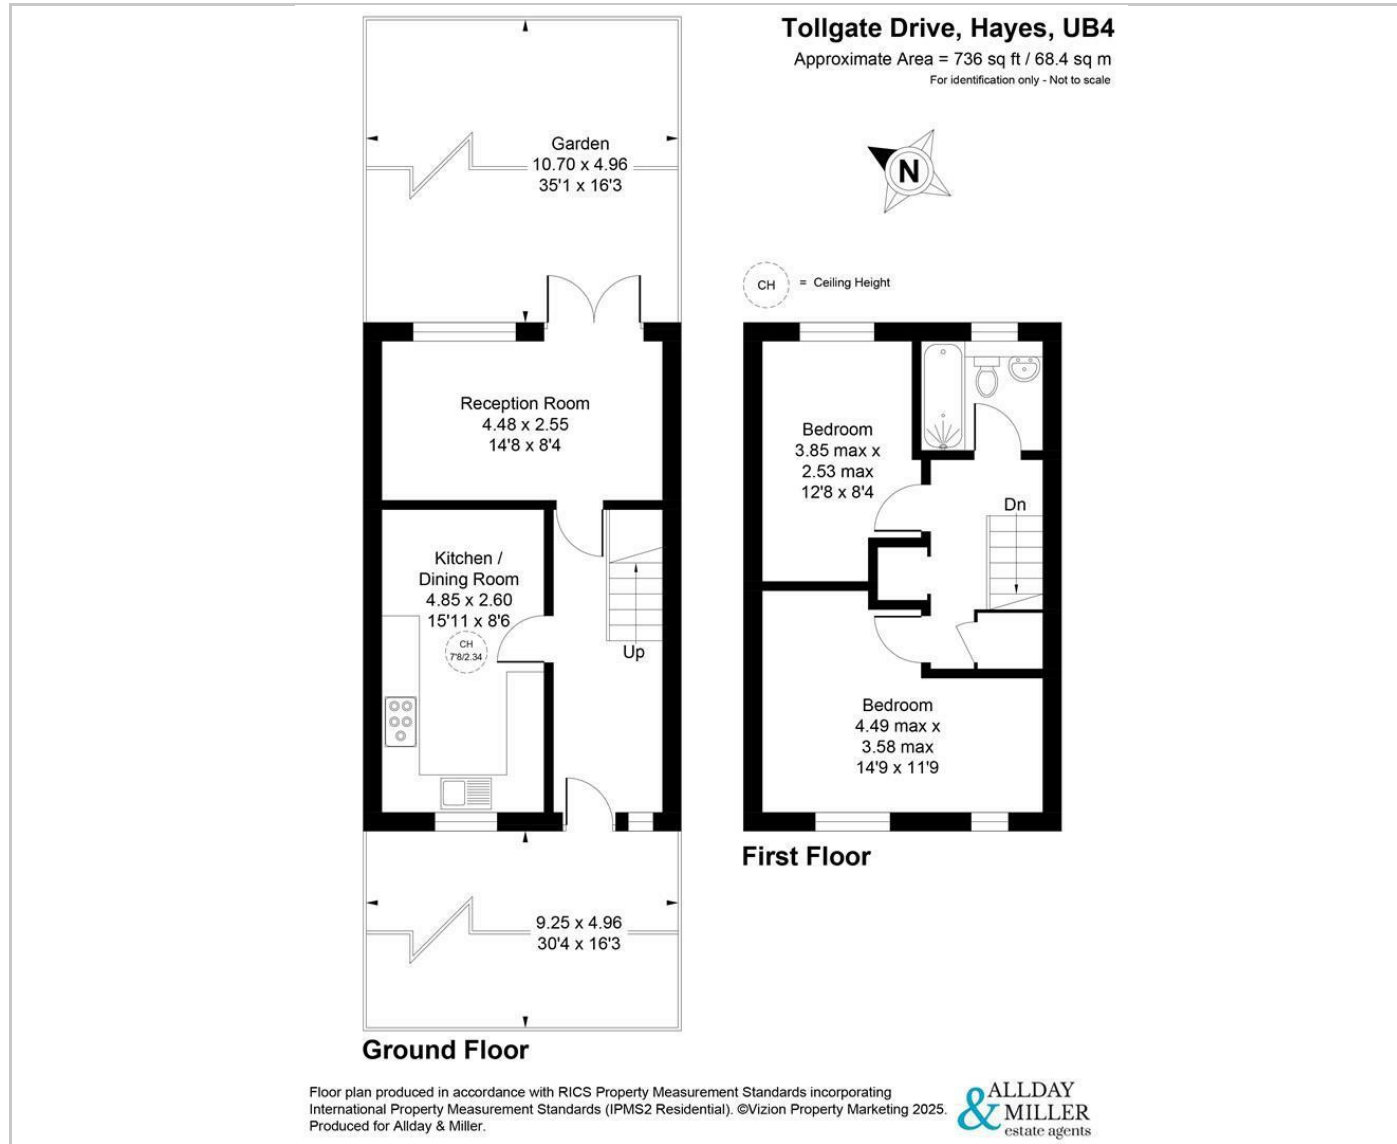 Tollgate Drive, Hayes, UB4
Approximate Area = 736 sq ft / 68.4 sq m
For identification only - Not to scale
N
CH = Ceiling Height
Garden
10.70 x 4.96
35'1 x 16'3
Reception Room
4.48 x 2.55
14'8 x 8'4
Kitchen /
Dining Room
4.85 x 2.60
15'11 x 8'6
CH
7'8/2.34
Up
9.25 x 4.96
30'4 x 16'3
Ground Floor
Bedroom
3.85 max x
2.53 max
12'8 x 8'4
Dn
Bedroom
4.49 max x
3.58 max
14'9 x 11'9
First Floor
Floor plan produced in accordance with RICS Property Measurement Standards incorporating
International Property Measurement Standards (IPMS2 Residential). ©Vizion Property Marketing 2025.
Produced for Allday & Miller.
ALLDAY
& MILLER
estate agents